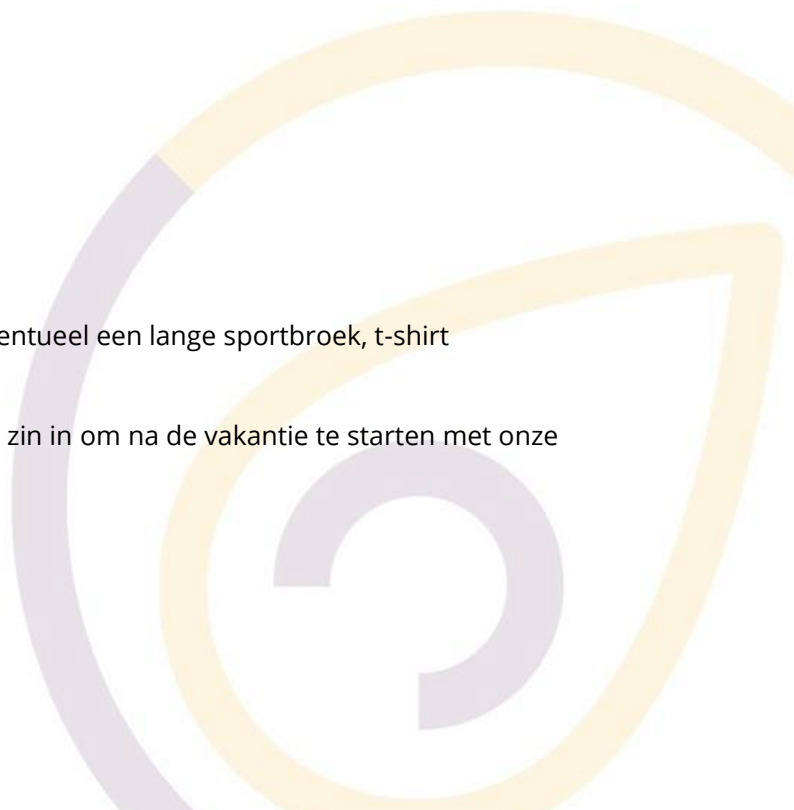 entueel een lange sportbroek, t-shirt
zin in om na de vakantie te starten met onze